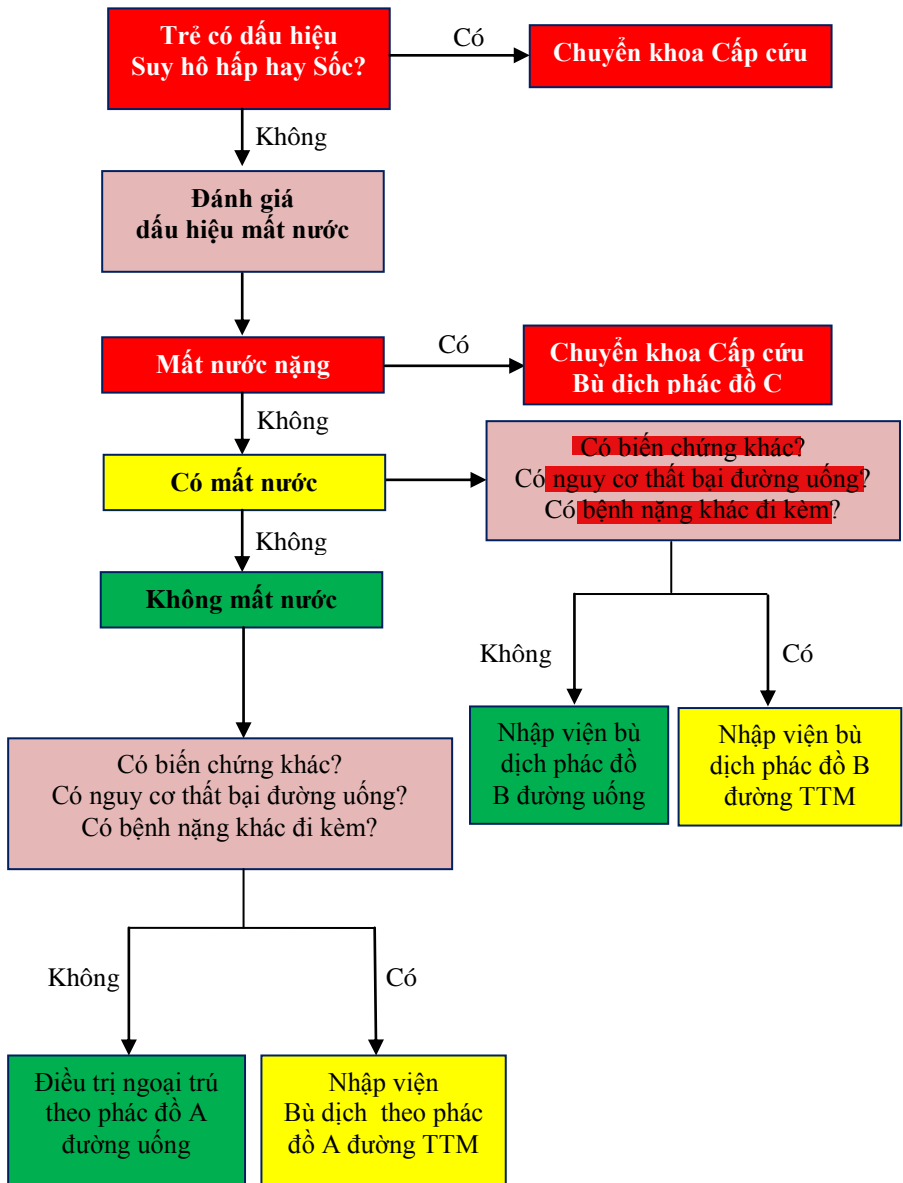 Trẻ có dấu hiệu
Suy hô hấp hay Sốc?
Có
Chuyển khoa Cấp cứu
Không
Đánh giá
dấu hiệu mất nước
Mất nước nặng
Có
Chuyển khoa Cấp cứu
Bù dịch phác đồ C
Không
Có mất nước
Có biến chứng khác?
Có nguy cơ thất bại đường uống?
Có bệnh nặng khác đi kèm?
Không
Không mất nước
Không
Có
Nhập viện bù
dịch phác đồ
B đường uống
Nhập viện bù
dịch phác đồ B
đường TTM
Có biến chứng khác?
Có nguy cơ thất bại đường uống?
Có bệnh nặng khác đi kèm?
Không
Có
Điều trị ngoại trú
theo phác đồ A
đường uống
Nhập viện
Bù dịch theo phác
đồ A đường TTM